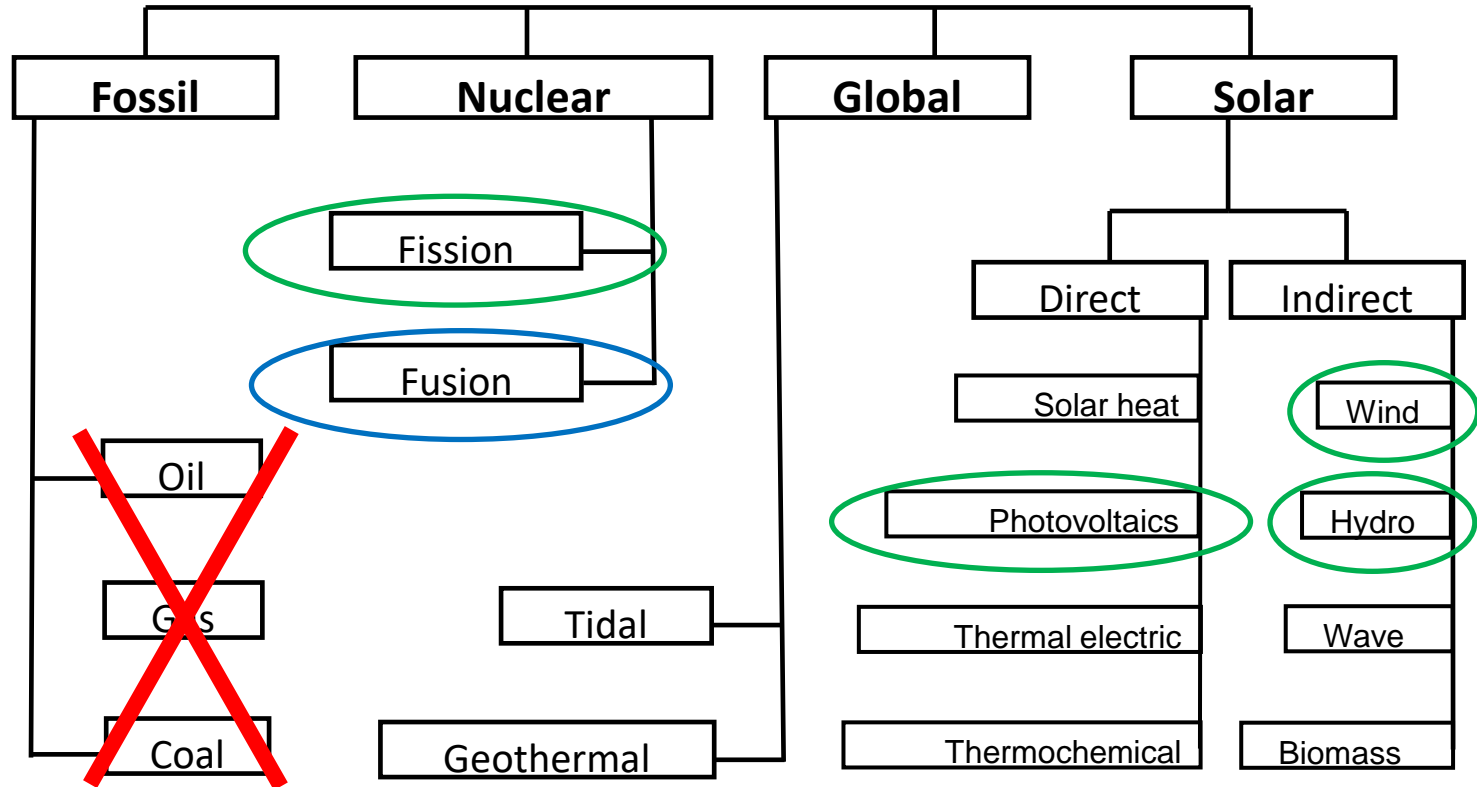 Fossil
Nuclear
Global
Solar
Fission
Fusion
Direct
Indirect
Solar heat
Wind
Oil
Photovoltaics
Hydro
Gas
Tidal
Thermal electric
Wave
Coal
Geothermal
Thermochemical
Biomass